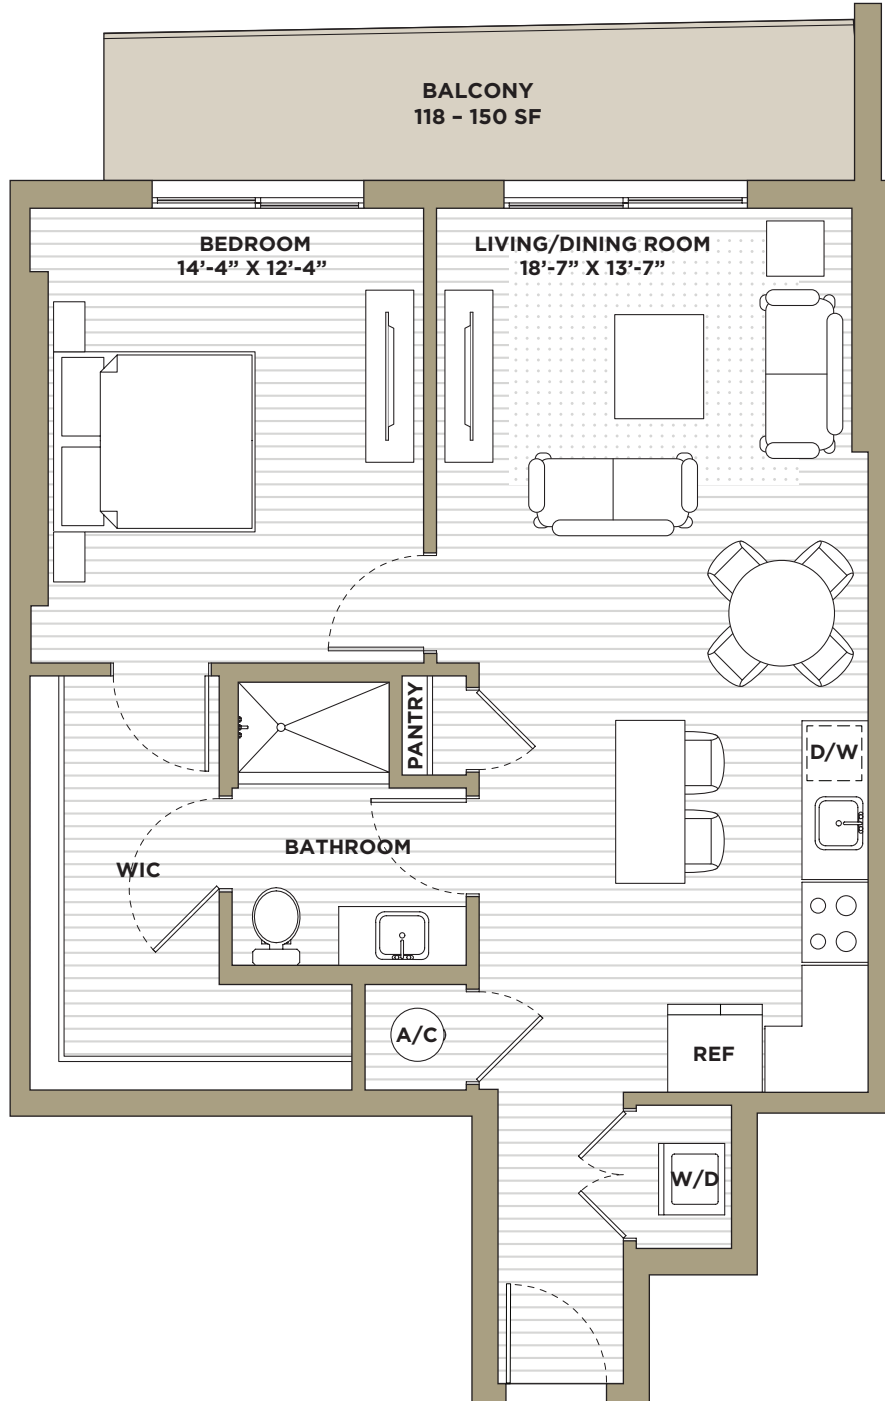 BALCONY
118 – 150 SF
BEDROOM
14’-4” X 12’-4”
LIVING/DINING ROOM
18’-7” X 13’-7”
PANTRY
D/W
BATHROOM
WIC
A/C
REF
W/D